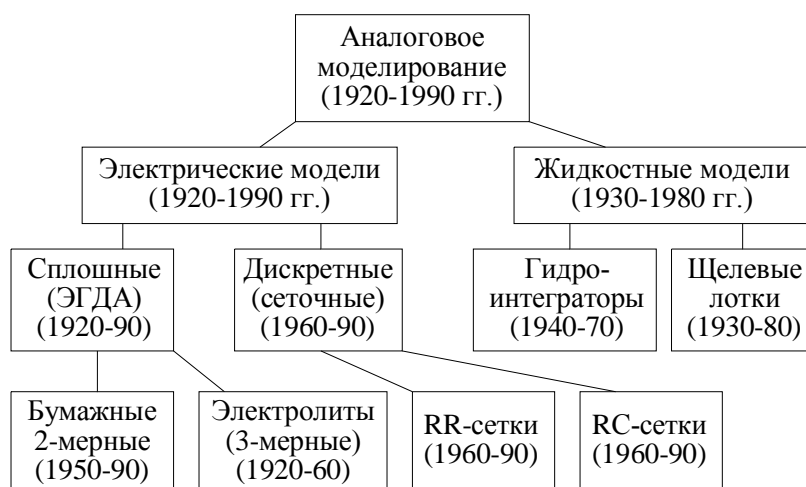 Аналоговое
моделирование
(1920-1990 гг.)
Электрические модели
(1920-1990 гг.)
Жидкостные модели
(1930-1980 гг.)
Сплошные
(ЭГДА)
(1920-90)
Дискретные
(сеточные)
(1960-90)
Гидро-
интеграторы
(1940-70)
Щелевые
лотки
(1930-80)
Бумажные
2-мерные
(1950-90)
Электролиты
(3-мерные)
(1920-60)
RR-сетки
(1960-90)
RC-сетки
(1960-90)